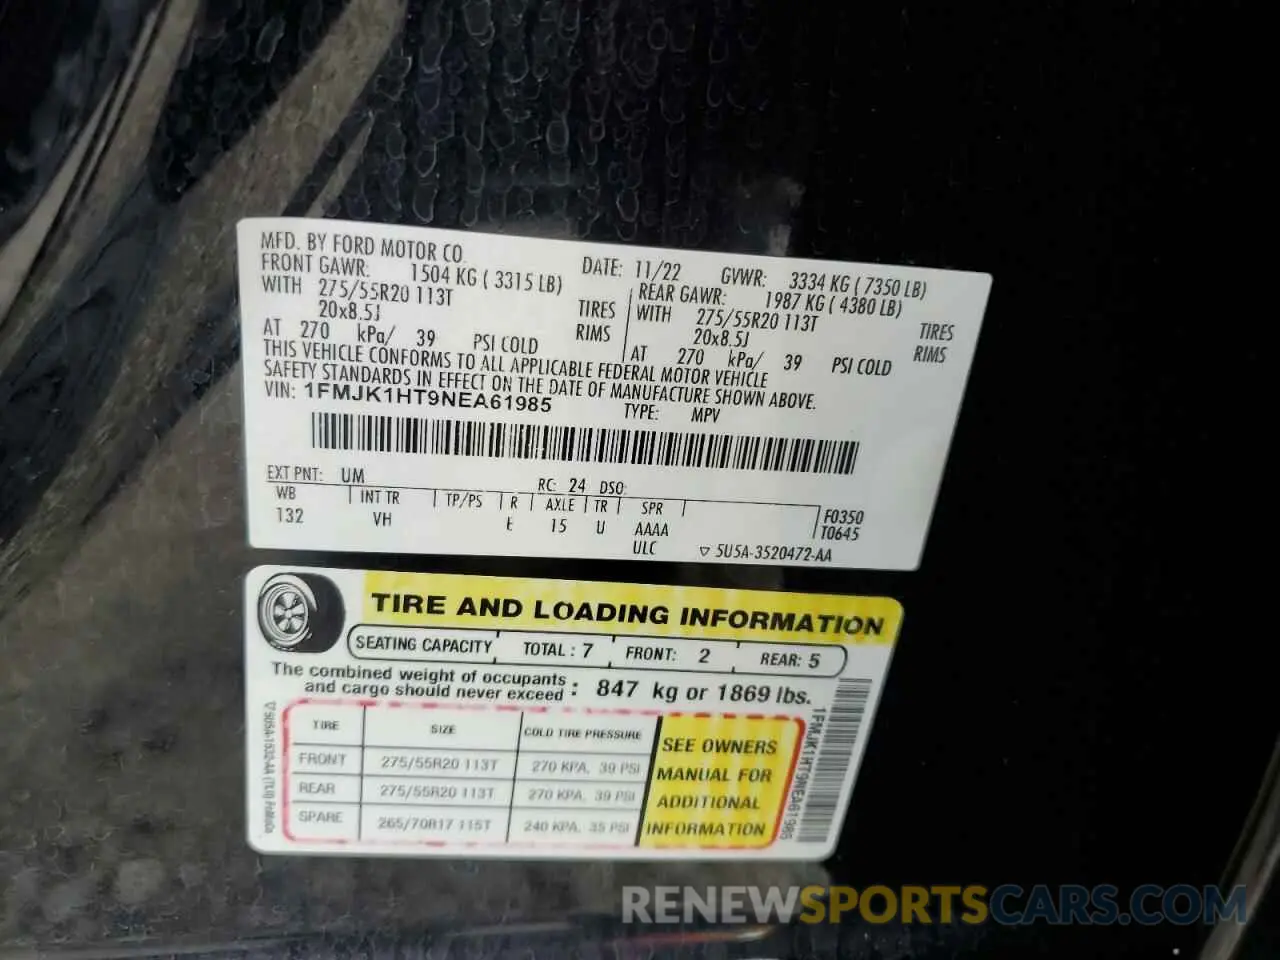 MFD. BY FORD MOTOR CO. DATE: 11/22 GVWR: 3334 KG ( 7350 LB)
FRONT GAWR: 1504 KG ( 3315 LB) REAR GAWR: 1987 KG ( 4380 LB)
WITH 275/55R20 113T TIRES WITH 275/55R20 113T TIRES
20x8.5J RIMS 20x8.5J RIMS
AT 270 kPa/ 39 PSI COLD AT 270 kPa/ 39 PSI COLD
THIS VEHICLE CONFORMS TO ALL APPLICABLE FEDERAL MOTOR VEHICLE
SAFETY STANDARDS IN EFFECT ON THE DATE OF MANUFACTURE SHOWN ABOVE.
VIN: 1FMJK1HT9NEA61985 TYPE: MPV
EXT PNT: UM RC: 24 DSO:
WB INT TR TP/PS R AXLE TR SPR F0350
132 VH E 15 U AAAA T0645
ULC 5U5A-3520472-AA
TIRE AND LOADING INFORMATION
SEATING CAPACITY TOTAL : 7 FRONT: 2 REAR: 5
The combined weight of occupants
and cargo should never exceed : 847 kg or 1869 lbs.
TIRE SIZE COLD TIRE PRESSURE
FRONT 275/55R20 113T 270 KPA, 39 PSI
REAR 275/55R20 113T 270 KPA, 39 PSI
SPARE 265/70R17 115T 240 KPA, 35 PSI
SEE OWNERS
MANUAL FOR
ADDITIONAL
INFORMATION
1FMJK1HT9NEA61985
RENEWSPORTSCARS.COM